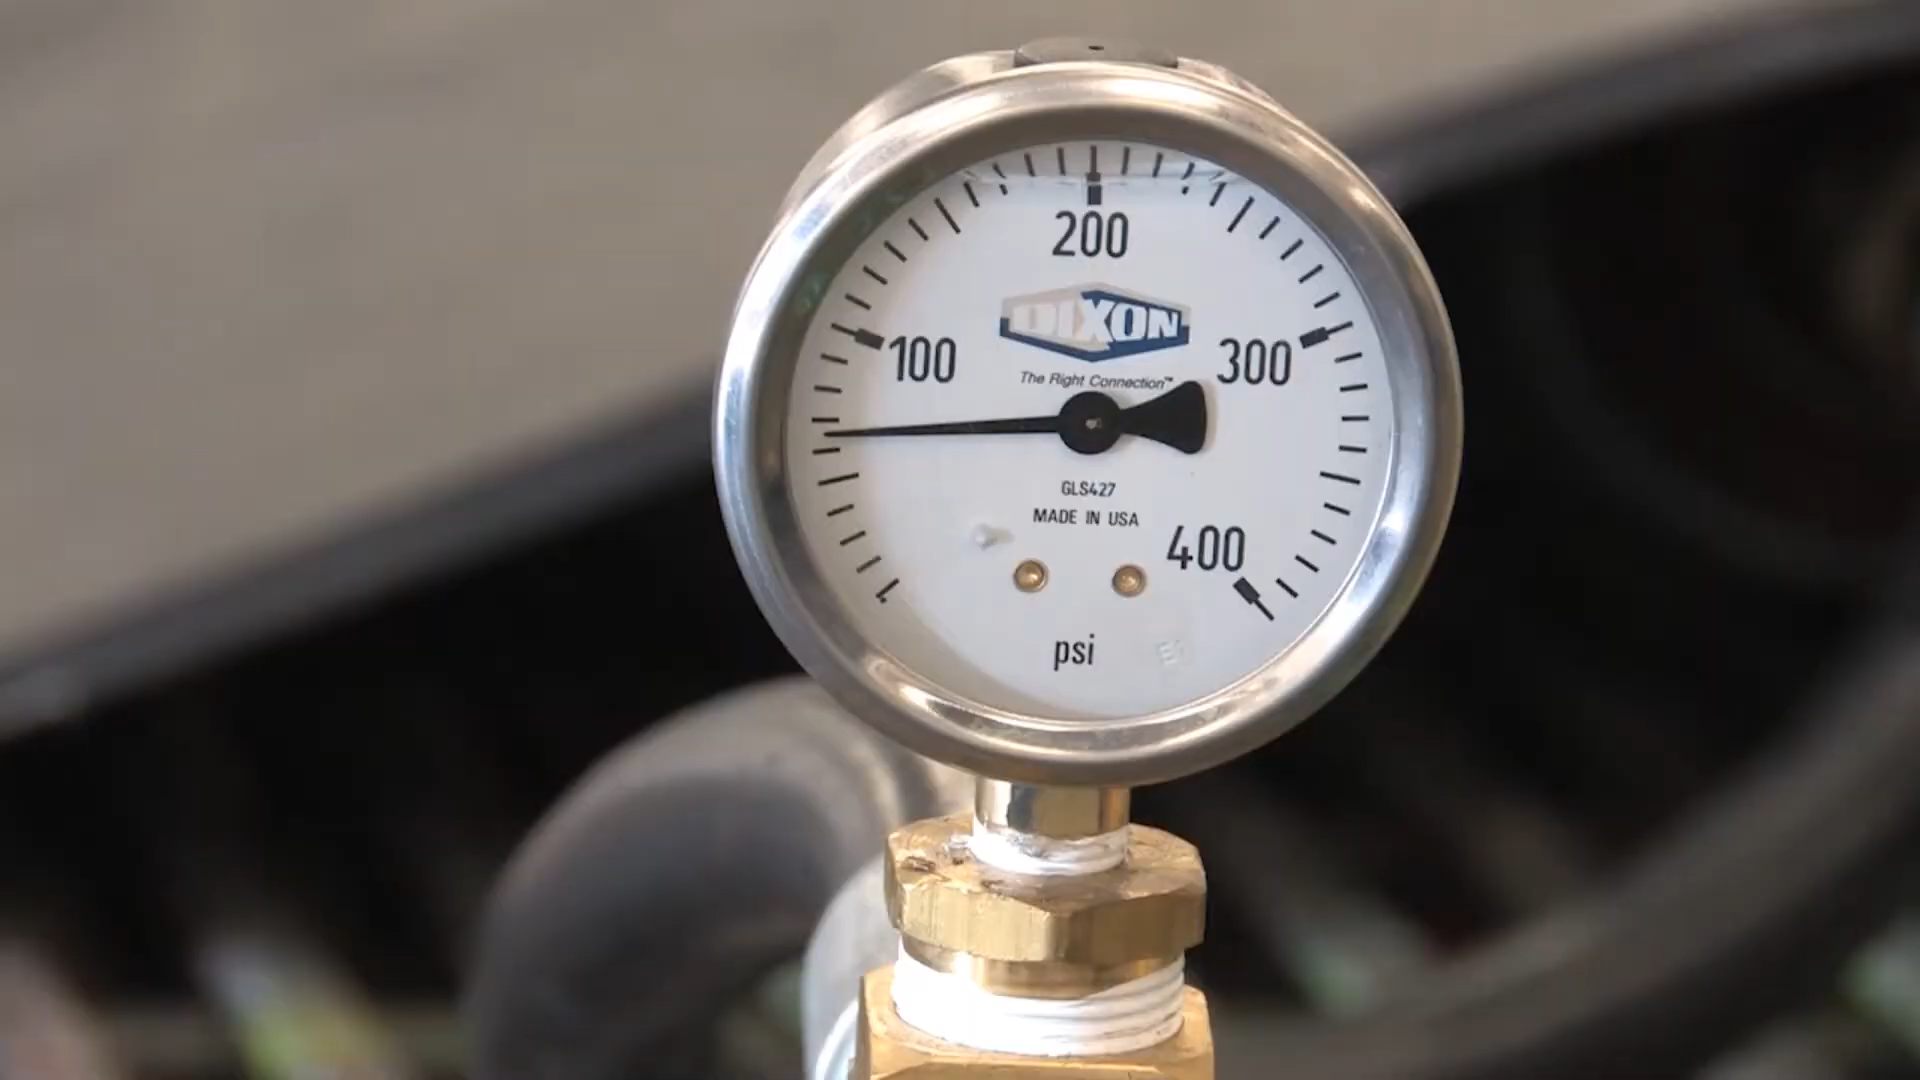 200
DIXON
100
300
The Right Connection™
GLS427
MADE IN USA
400
psi